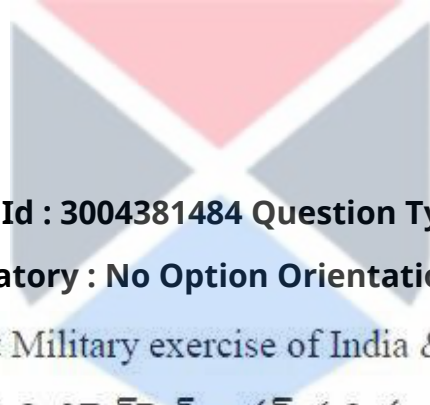 Id : 3004381484 Question Ty
atory : No Option Orientatio
Military exercise of India &